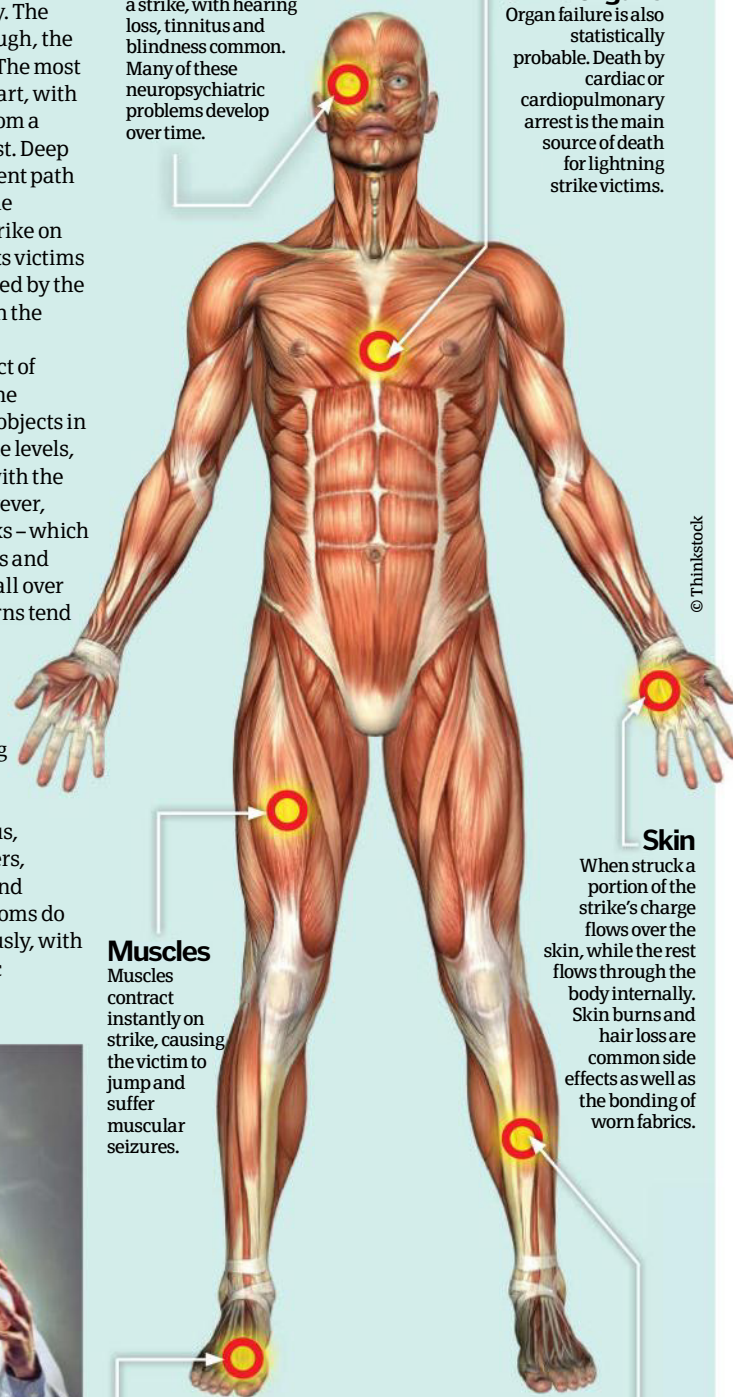 y. The
ugh, the
The most
art, with
om a
st. Deep
ent path
rike on
s victims
ed by the
n the
ct of
objects in
e levels,
with the
ever,
ks – which
s and
all over
rns tend
g
us,
ers,
nd
oms do
usly, with
a strike, with hearing
loss, tinnitus and
blindness common.
Many of these
neuropsychiatric
problems develop
over time.
Organ failure is also
statistically
probable. Death by
cardiac or
cardiopulmonary
arrest is the main
source of death
for lightning
strike victims.
© Thinkstock
Muscles
Muscles
contract
instantly on
strike, causing
the victim to
jump and
suffer
muscular
seizures.
Skin
When struck a
portion of the
strike's charge
flows over the
skin, while the rest
flows through the
body internally.
Skin burns and
hair loss are
common side
effects as well as
the bonding of
worn fabrics.